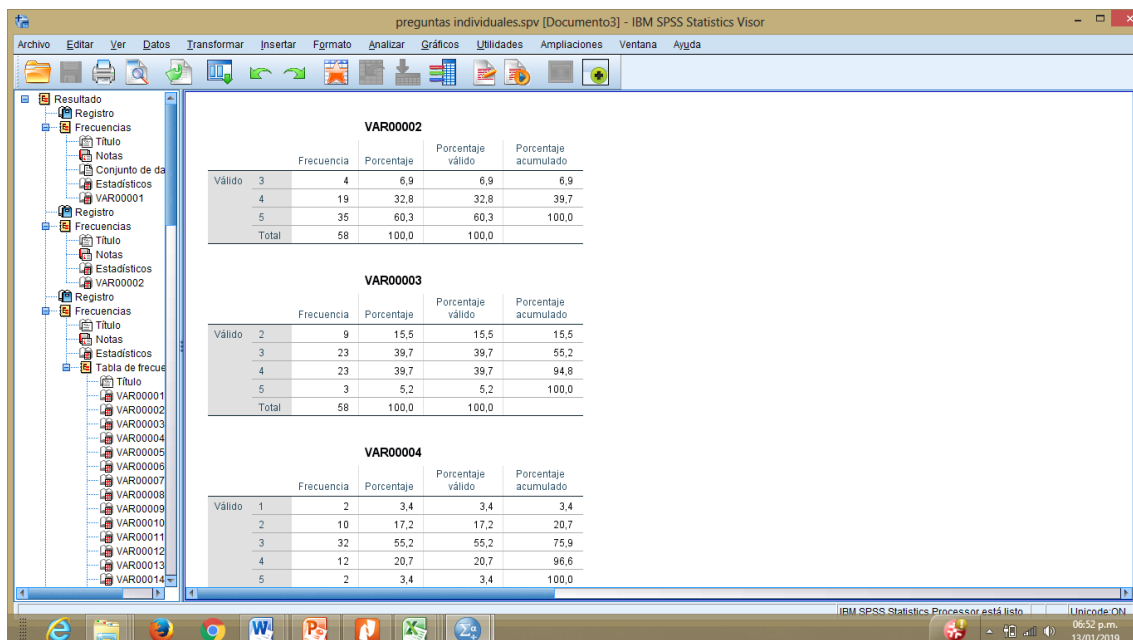 preguntas individuales.spv [Documento3] - IBM SPSS Statistics Visor
Archivo Editar Ver Datos Transformar Insertar Formato Analizar Gráficos Utilidades Ampliaciones Ventana Ayuda
Resultado
Registro
Frecuencias
Título
Notas
Conjunto de da
Estadísticos
VAR00001
Registro
Frecuencias
Título
Notas
Estadísticos
VAR00002
Registro
Frecuencias
Título
Notas
Estadísticos
Tabla de frecue
Título
VAR00001
VAR00002
VAR00003
VAR00004
VAR00005
VAR00006
VAR00007
VAR00008
VAR00009
VAR00010
VAR00011
VAR00012
VAR00013
VAR00014
VAR00002
Frecuencia Porcentaje Porcentaje válido Porcentaje acumulado
Válido 3 4 6,9 6,9 6,9
4 19 32,8 32,8 39,7
5 35 60,3 60,3 100,0
Total 58 100,0 100,0
VAR00003
Frecuencia Porcentaje Porcentaje válido Porcentaje acumulado
Válido 2 9 15,5 15,5 15,5
3 23 39,7 39,7 55,2
4 23 39,7 39,7 94,8
5 3 5,2 5,2 100,0
Total 58 100,0 100,0
VAR00004
Frecuencia Porcentaje Porcentaje válido Porcentaje acumulado
Válido 1 2 3,4 3,4 3,4
2 10 17,2 17,2 20,7
3 32 55,2 55,2 75,9
4 12 20,7 20,7 96,6
5 2 3,4 3,4 100,0
IBM SPSS Statistics Processor está listo Unicode:ON
06:52 p.m.
13/01/2019